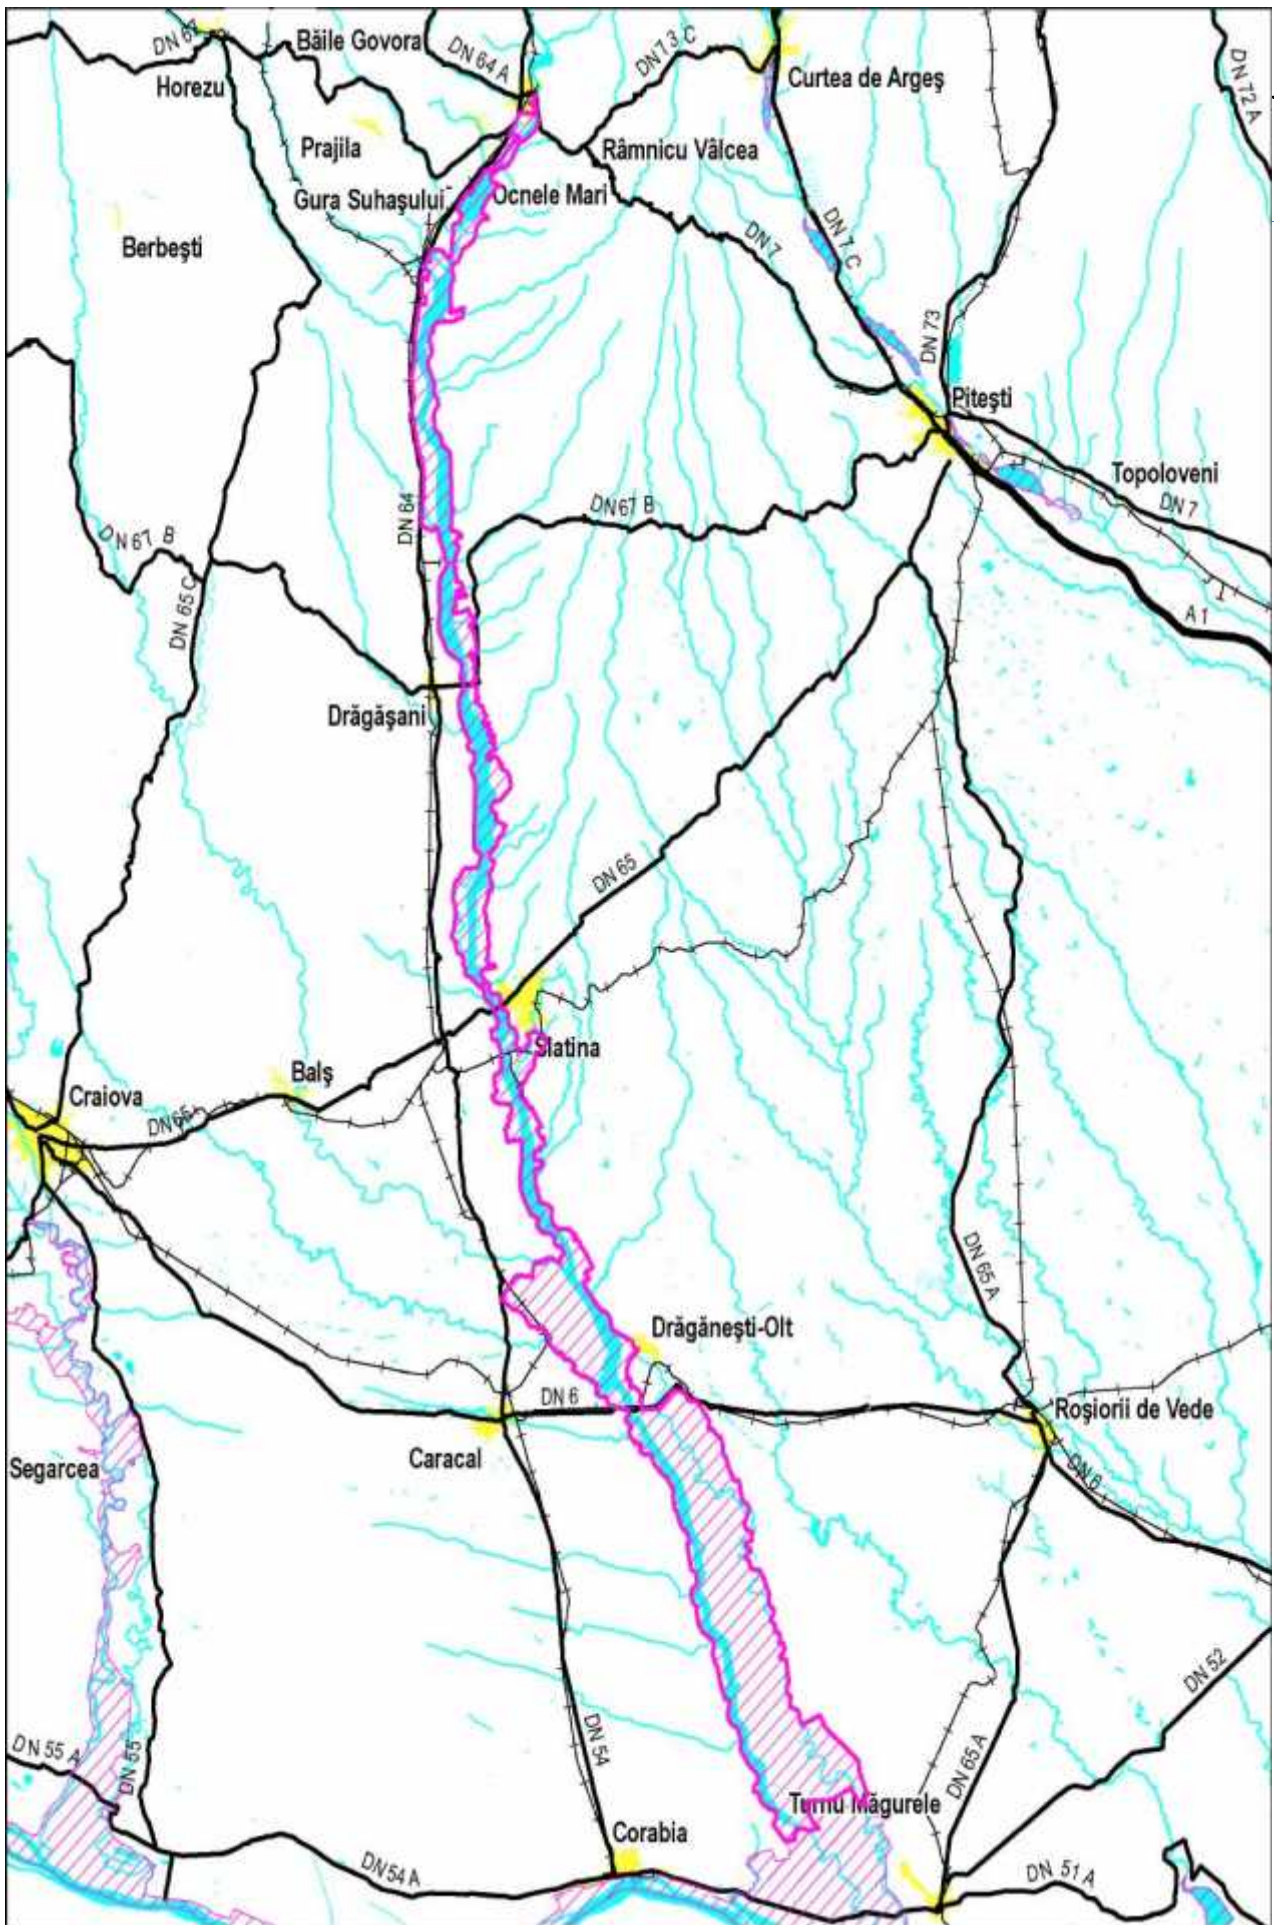 DN 67
Băile Govora
DN 64 A
DN 7 3 C
Curtea de Argeş
DN 72 A
Horezu
Prajila
Râmnicu Vâlcea
Gura Suhaşului
Ocnele Mari
Berbeşti
DN 7
DN 7 C
DN 73
Piteşti
Topoloveni
DN 7
DN 64
DN 67 B
DN 67 B
DN 65 C
A 1
Drăgăşani
DN 65
Slatina
Balş
Craiova
DN 65
DN 65 A
Drăgăneşti-Olt
DN 6
Roşiorii de Vede
Caracal
Segarcea
DN 6
DN 52
DN 54
DN 55 A
DN 55
DN 65 A
Turnu Măgurele
Corabia
DN 54 A
DN 51 A